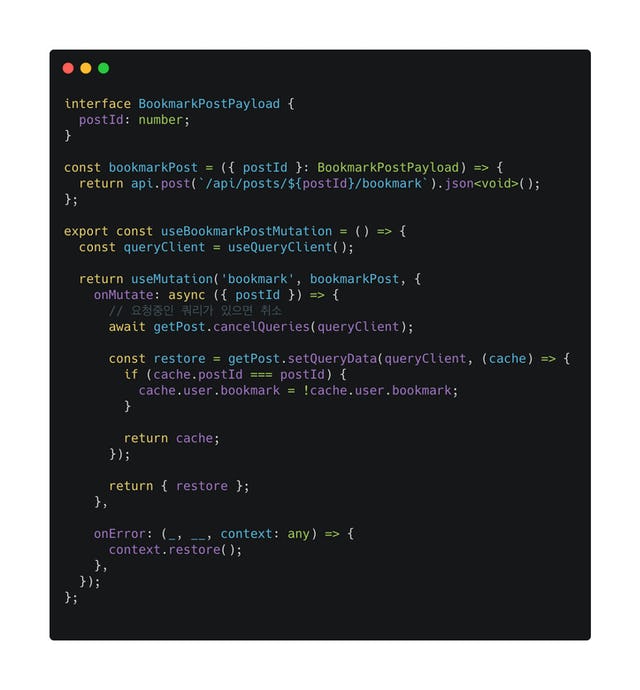 interface BookmarkPostPayload {
  postId: number;
}

const bookmarkPost = ({ postId }: BookmarkPostPayload) => {
  return api.post(`/api/posts/${postId}/bookmark`).json<void>();
};

export const useBookmarkPostMutation = () => {
  const queryClient = useQueryClient();

  return useMutation('bookmark', bookmarkPost, {
    onMutate: async ({ postId }) => {
      // 요청중인 쿼리가 있으면 취소
      await getPost.cancelQueries(queryClient);

      const restore = getPost.setQueryData(queryClient, (cache) => {
        if (cache.postId === postId) {
          cache.user.bookmark = !cache.user.bookmark;
        }

        return cache;
      });

      return { restore };
    },

    onError: (_, __, context: any) => {
      context.restore();
    },
  });
};